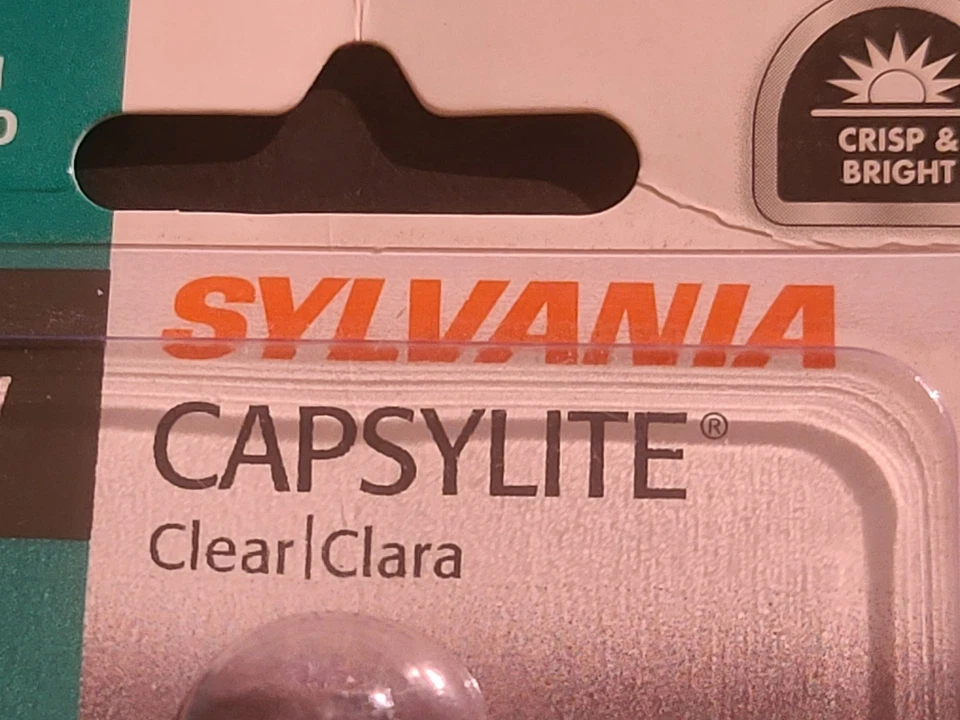 CRISP &
BRIGHT
SYLVANIA
CAPSYLITE®
Clear|Clara